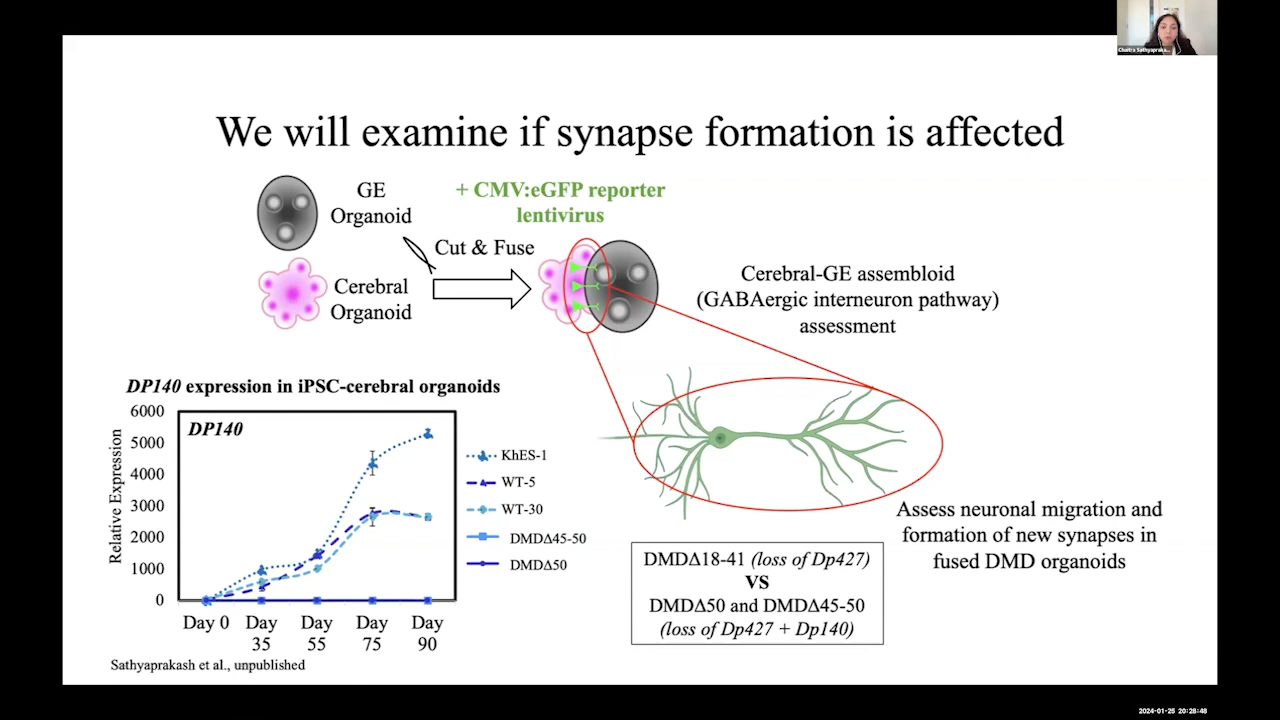 Chaitra Sathyapraka...
We will examine if synapse formation is affected
GE
Organoid
+ CMV:eGFP reporter
lentivirus
Cut & Fuse
Cerebral
Organoid
Cerebral-GE assembloid
(GABAergic interneuron pathway)
assessment
DP140 expression in iPSC-cerebral organoids
DP140
Relative Expression
6000
5000
4000
3000
2000
1000
0
Day 0
Day
35
Day
55
Day
75
Day
90
KhES-1
WT-5
WT-30
DMDΔ45-50
DMDΔ50
Sathyaprakash et al., unpublished
Assess neuronal migration and
formation of new synapses in
fused DMD organoids
DMDΔ18-41 (loss of Dp427)
VS
DMDΔ50 and DMDΔ45-50
(loss of Dp427 + Dp140)
2024-01-25 20:28:48